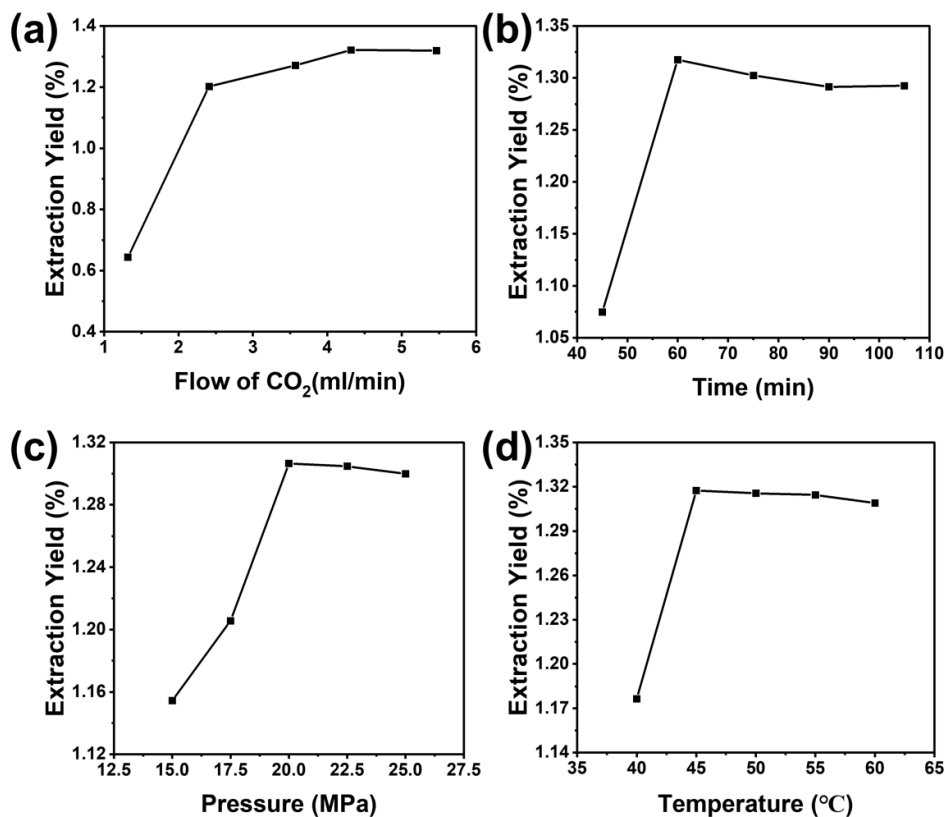 (a)
Extraction Yield (%)
1.4
1.2
1.0
0.8
0.6
0.4
1 2 3 4 5 6
Flow of CO₂(ml/min)
(b)
Extraction Yield (%)
1.35
1.30
1.25
1.20
1.15
1.10
1.05
40 50 60 70 80 90 100 110
Time (min)
(c)
Extraction Yield (%)
1.32
1.28
1.24
1.20
1.16
1.12
12.5 15.0 17.5 20.0 22.5 25.0 27.5
Pressure (MPa)
(d)
Extraction Yield (%)
1.35
1.32
1.29
1.26
1.23
1.20
1.17
1.14
35 40 45 50 55 60 65
Temperature (℃)